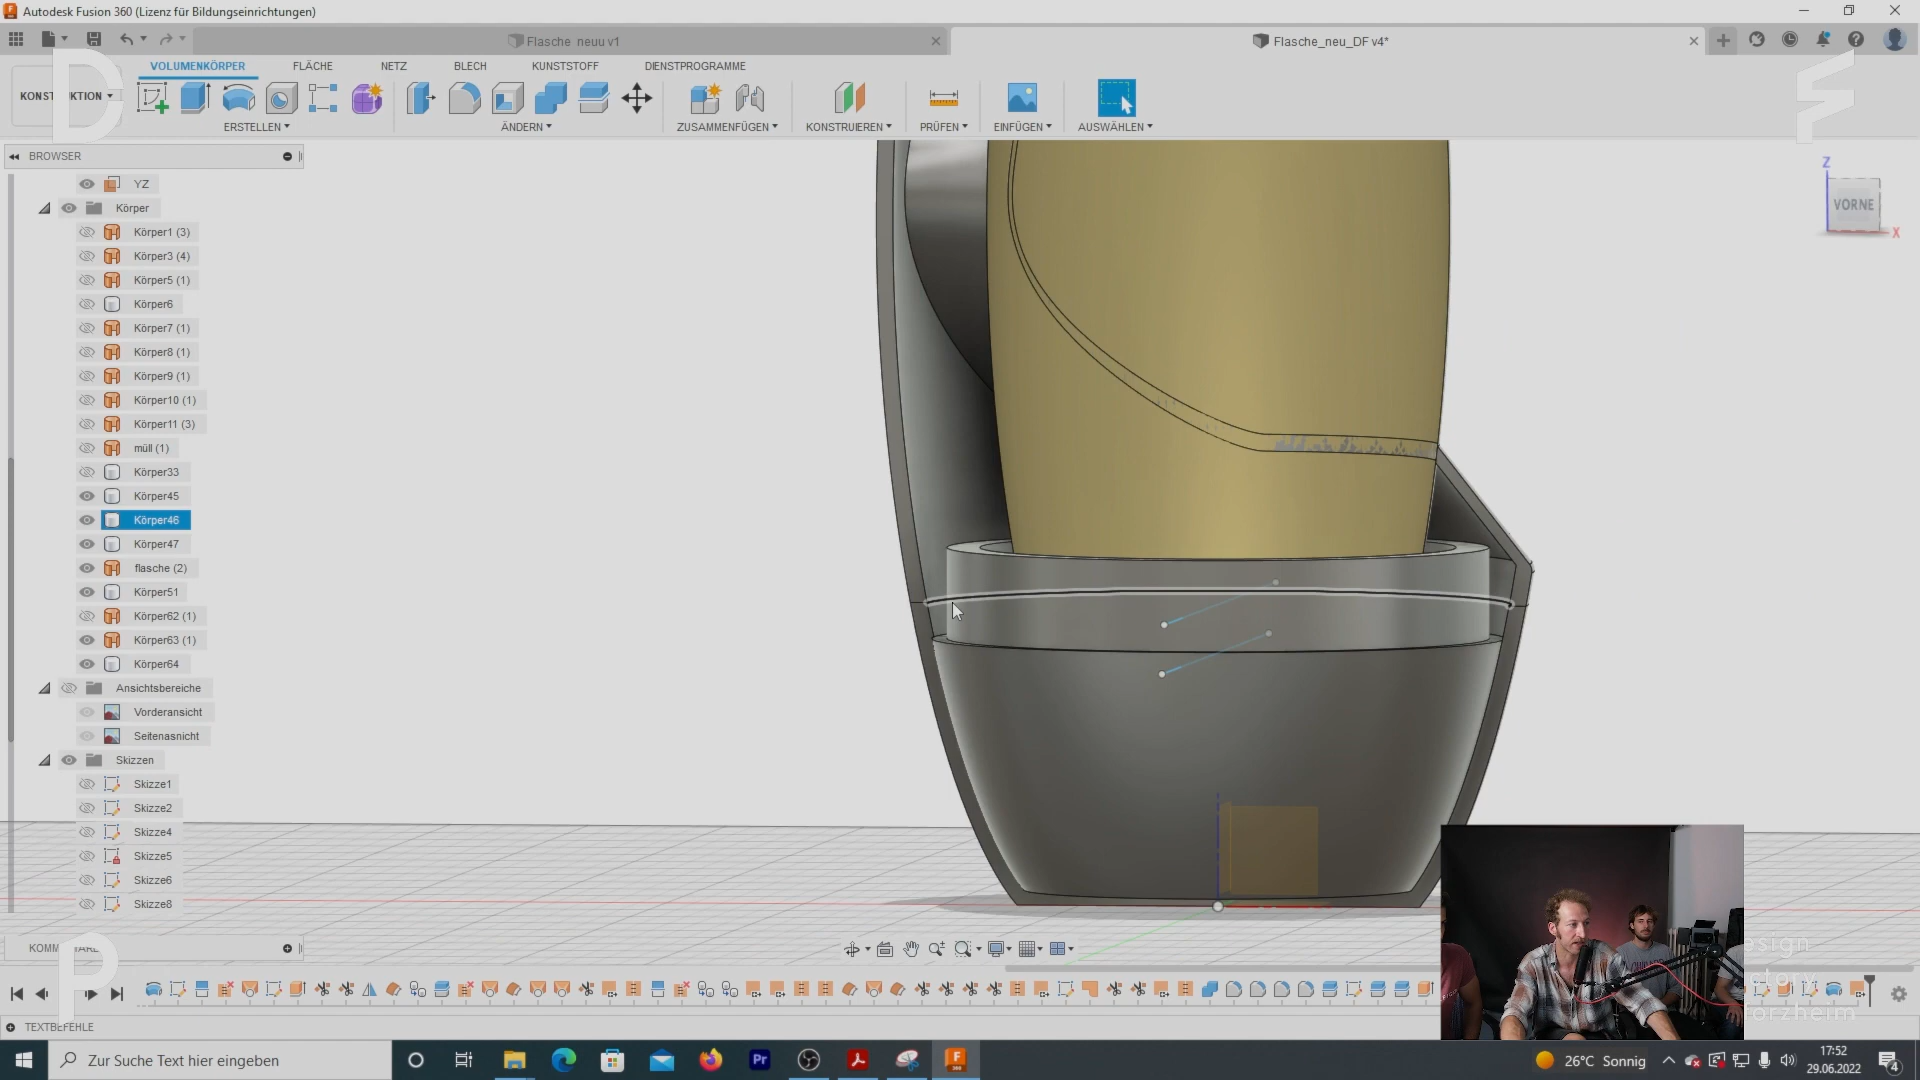 Autodesk Fusion 360 (Lizenz für Bildungseinrichtungen)
Flasche_neuu v1
Flasche_neu_DF v4*
VOLUMENKÖRPER
FLÄCHE
NETZ
BLECH
KUNSTSTOFF
DIENSTPROGRAMME
ERSTELLEN
ÄNDERN
ZUSAMMENFÜGEN
KONSTRUIEREN
PRÜFEN
EINFÜGEN
AUSWÄHLEN
BROWSER
YZ
Körper
Körper1 (3)
Körper3 (4)
Körper5 (1)
Körper6
Körper7 (1)
Körper8 (1)
Körper9 (1)
Körper10 (1)
Körper11 (3)
müll (1)
Körper33
Körper45
Körper46
Körper47
flasche (2)
Körper51
Körper62 (1)
Körper63 (1)
Körper64
Ansichtsbereiche
Vorderansicht
Seitenasnicht
Skizzen
Skizze1
Skizze2
Skizze4
Skizze5
Skizze6
Skizze8
Z
VORNE
X
D
P
TEXTBEFEHLE
Zur Suche Text hier eingeben
Pr
26°C Sonnig
17:52
29.06.2022
4